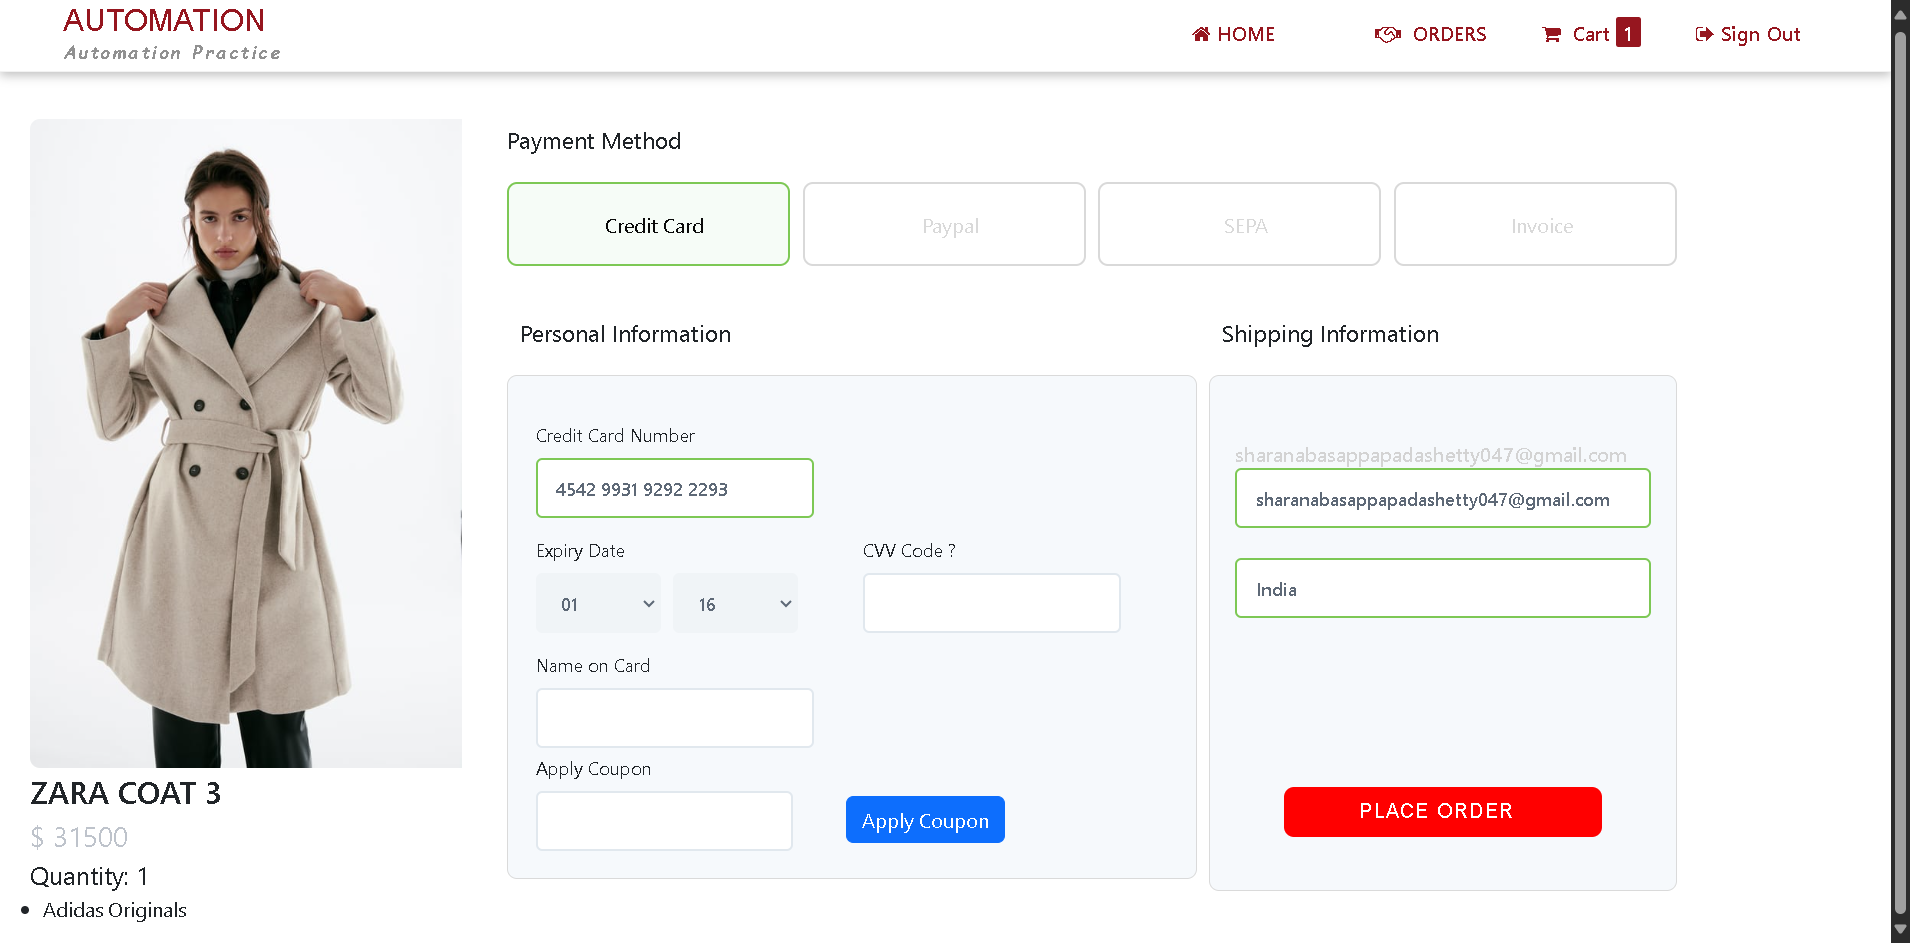 AUTOMATION
Automation Practice
HOME
ORDERS
Cart 1
Sign Out
Payment Method
Credit Card
Paypal
SEPA
Invoice
Personal Information
Credit Card Number
4542 9931 9292 2293
Expiry Date
CVV Code ?
01
16
Name on Card
Apply Coupon
Apply Coupon
Shipping Information
sharanabasappapadashetty047@gmail.com
sharanabasappapadashetty047@gmail.com
India
PLACE ORDER
ZARA COAT 3
$ 31500
Quantity: 1
Adidas Originals